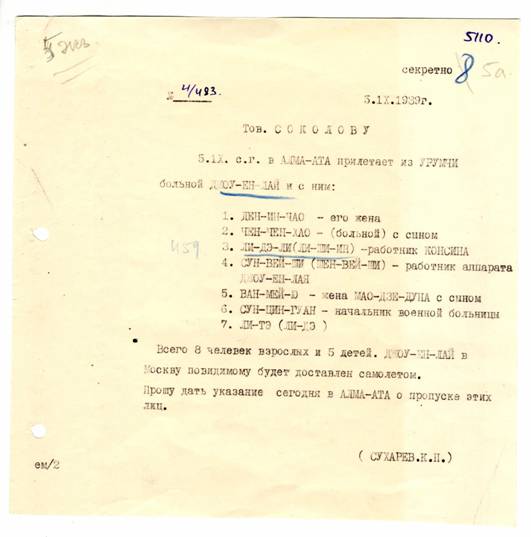 5 экз.
5110.
секретно 8 5а
№ 4/493.
3.IX.1939г.
Тов. СОКОЛОВУ
5.IX. с.г. в АЛМА-АТА прилетает из УРУМЧИ
больной ДЖОУ-ЕН-ЛАЙ и с ним:
1. ДЕН-ИН-ЧАО - его жена
2. ЧЕН-ЧЕН-ХАО - (больной) с сыном
459
3. ЛИ-ДЭ-ЛИ(ЛИ-ШИ-ИН) -работник КОНСИНА
4. СУН-ВЕЙ-ШИ (ШЕН-ВЕЙ-ШИ) - работник аппарата
ДЖОУ-ЕН-ЛАЯ
5. ВАН-МЕЙ-Ю - жена МАО-ДЗЕ-ДУНА с сыном
6. СУН-ЦИН-ГУАН - начальник военной больницы
7. ЛИ-ТЭ (ЛИ-ДЭ )
Всего 8 человек взрослых и 5 детей. ДЖОУ-ЕН-ЛАЙ в
Москву повидимому будет доставлен самолетом.
Прошу дать указание сегодня в АЛМА-АТА о пропуске этих
лиц.
( СУХАРЕВ.К.П.)
ем/2